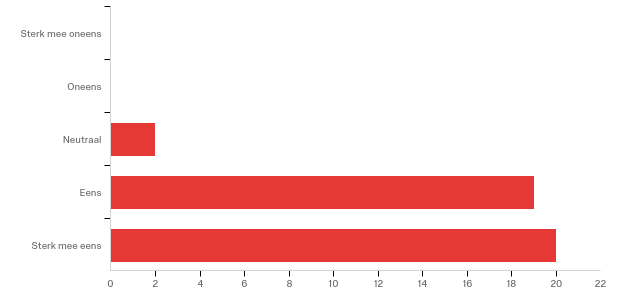 Sterk mee oneens
Oneens
Neutraal
Eens
Sterk mee eens
0 2 4 6 8 10 12 14 16 18 20 22